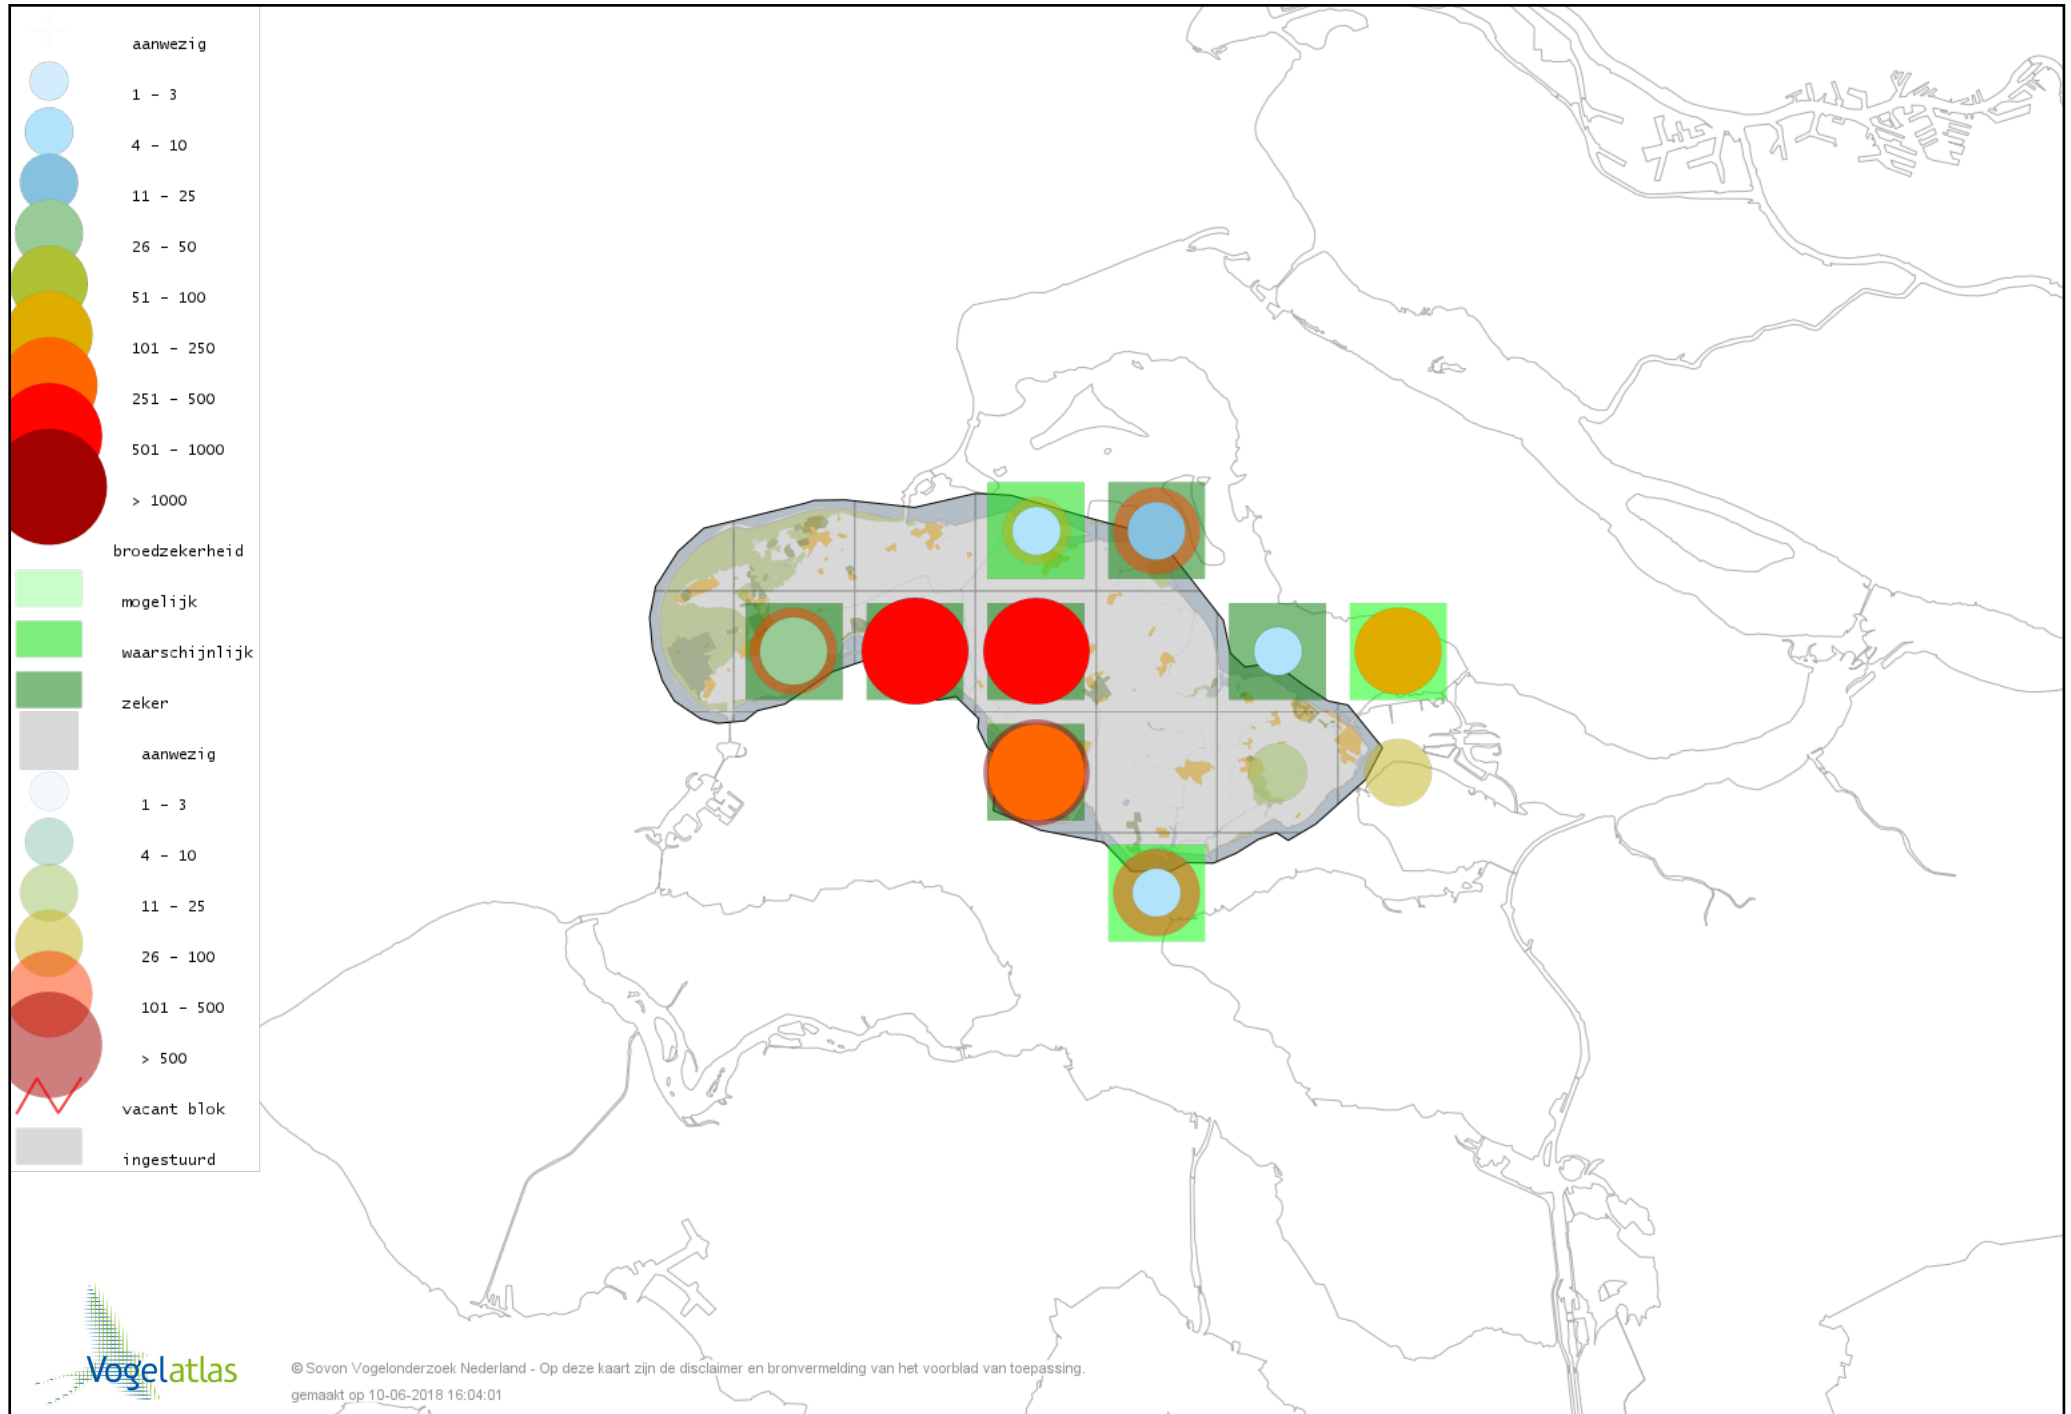 aanwezig
1 - 3
4 - 10
11 - 25
26 - 50
51 - 100
101 - 250
251 - 500
501 - 1000
> 1000
broedzekerheid
mogelijk
waarschijnlijk
zeker
aanwezig
1 - 3
4 - 10
11 - 25
26 - 100
101 - 500
> 500
vacant blok
ingestuurd
Vogelatlas
© Sovon Vogelonderzoek Nederland - Op deze kaart zijn de disclaimer en bronvermelding van het voorblad van toepassing.
gemaakt op 10-06-2018 16:04:01